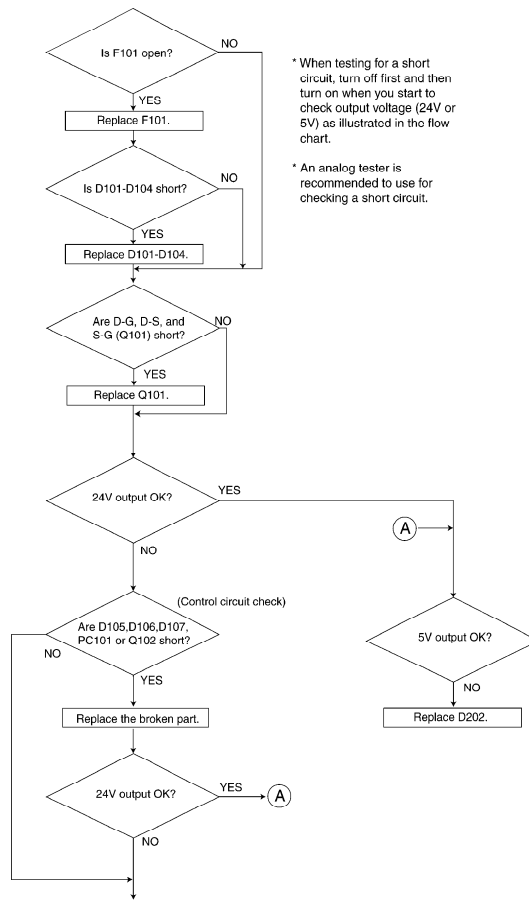 Is F101 open?
NO
YES
Replace F101.
Is D101-D104 short?
NO
YES
Replace D101-D104.
Are D-G, D-S, and
S-G (Q101) short?
NO
YES
Replace Q101.
* When testing for a short
circuit, turn off first and then
turn on when you start to
check output voltage (24V or
5V) as illustrated in the flow
chart.
* An analog tester is
recommended to use for
checking a short circuit.
24V output OK?
YES
NO
A
(Control circuit check)
Are D105,D106,D107,
PC101 or Q102 short?
NO
YES
Replace the broken part.
24V output OK?
YES
A
NO
5V output OK?
NO
Replace D202.